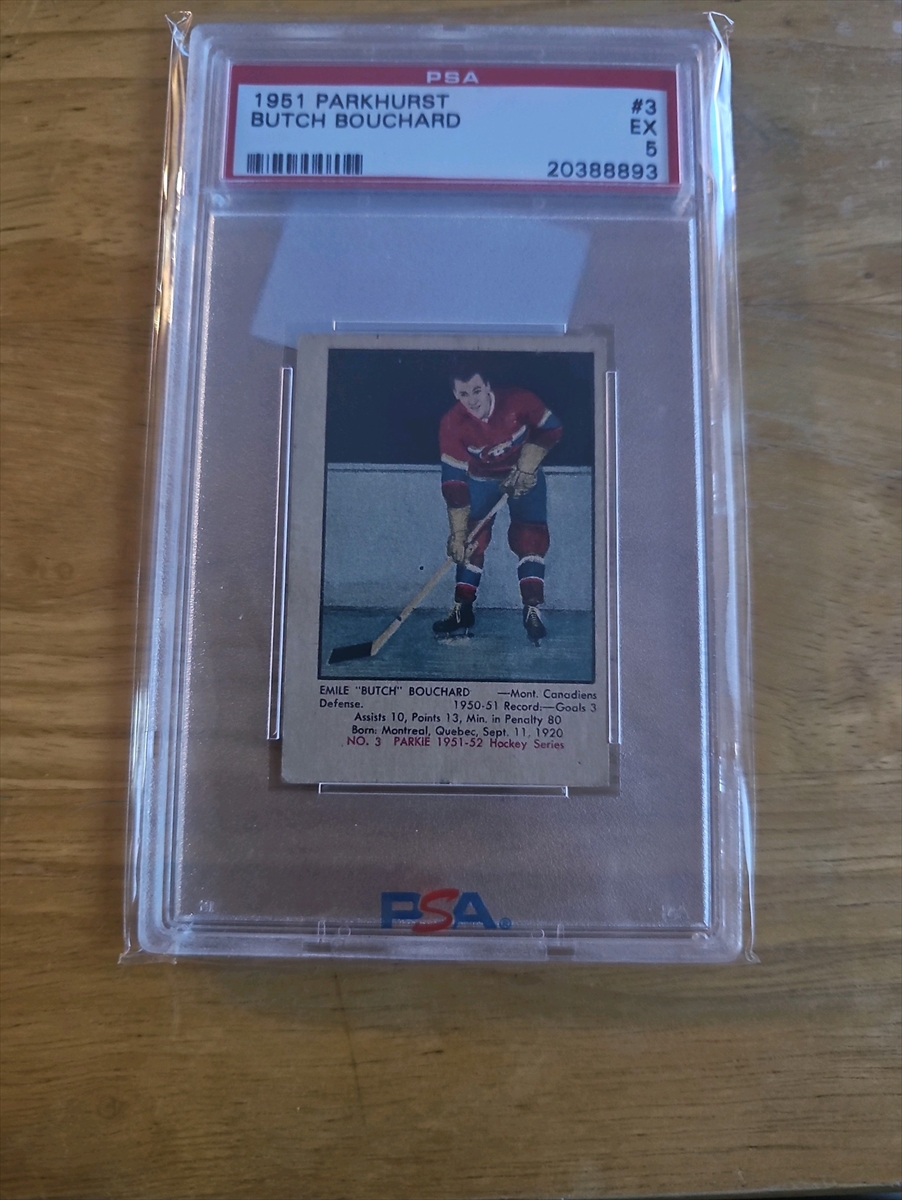 PSA
1951 PARKHURST #3
BUTCH BOUCHARD EX
5
20388893
EMILE "BUTCH" BOUCHARD —Mont. Canadiens
Defense. 1950-51 Record:—Goals 3
Assists 10, Points 13, Min. in Penalty 80
Born: Montreal, Quebec, Sept. 11, 1920
NO. 3 PARKIE 1951-52 Hockey Series
PSA®